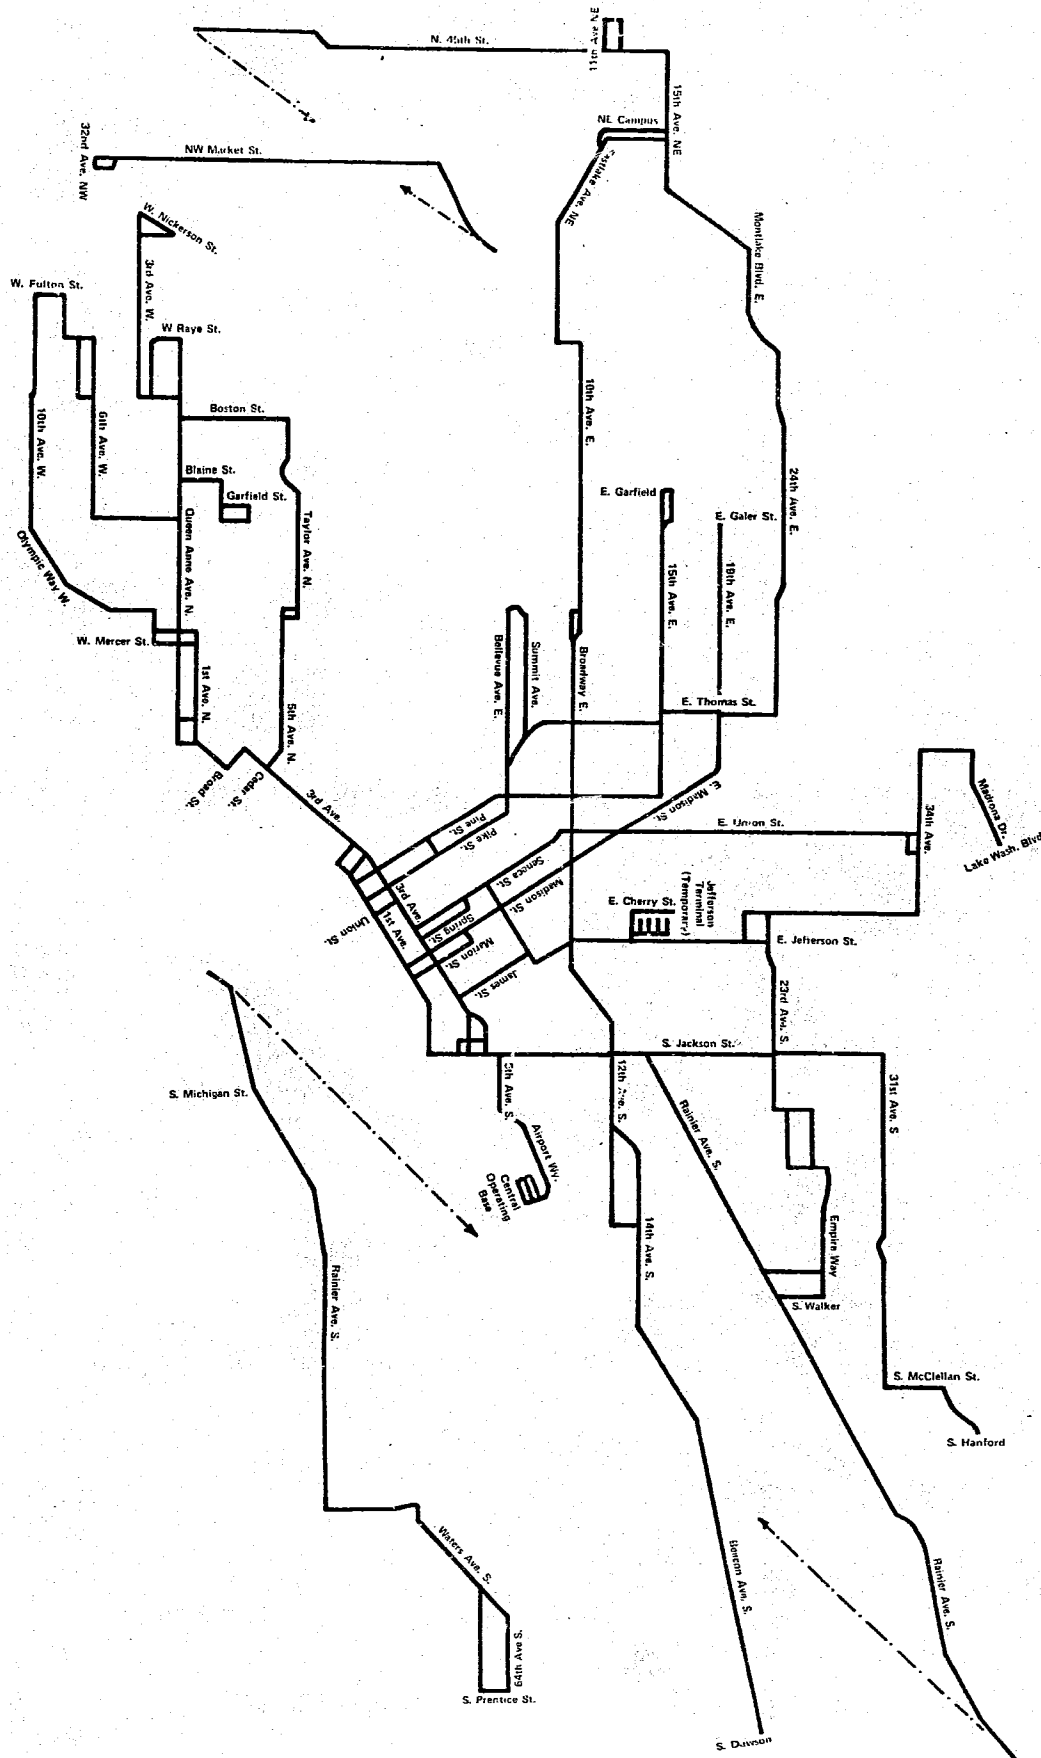 N. 45th St.
11th Ave NE
15th Ave. NE
NE Campus
Eastlake Ave. NE
32nd Ave. NW
NW Market St.
W. Nickerson St.
3rd Ave. W.
Montlake Blvd. E.
W. Fulton St.
W Raye St.
10th Ave. W.
6th Ave. W.
Boston St.
10th Ave. E.
Blaine St.
Garfield St.
24th Ave. E.
E. Garfield
E. Galer St.
Queen Anne Ave. N.
Taylor Ave. N.
Olympic Way W.
15th Ave. E.
19th Ave. E.
W. Mercer St.
1st Ave. N.
5th Ave. N.
Bellevue Ave. E.
Summit Ave.
Broadway E.
E. Thomas St.
Broad St.
Cedar St.
3rd Ave.
E. Madison St.
E. Union St.
34th Ave.
Madrona Dr.
Lake Wash. Blvd
Pine St.
Pike St.
Seneca St.
Madison St.
3rd Ave.
1st Ave.
Union St.
Spring St.
Marion St.
James St.
Jefferson
Terminal
(Temporary)
E. Cherry St.
E. Jefferson St.
23rd Ave. S.
S. Jackson St.
S. Michigan St.
5th Ave. S.
12th Ave. S.
Rainier Ave. S.
31st Ave. S
Airport Wy.
Central
Operating
Base
14th Ave. S.
Empire Way
S. Walker
Rainier Ave. S.
S. McClellan St.
S. Hanford
Waters Ave. S.
Beacon Ave. S.
Rainier Ave. S.
64th Ave S.
S. Prentice St.
S. Dawson